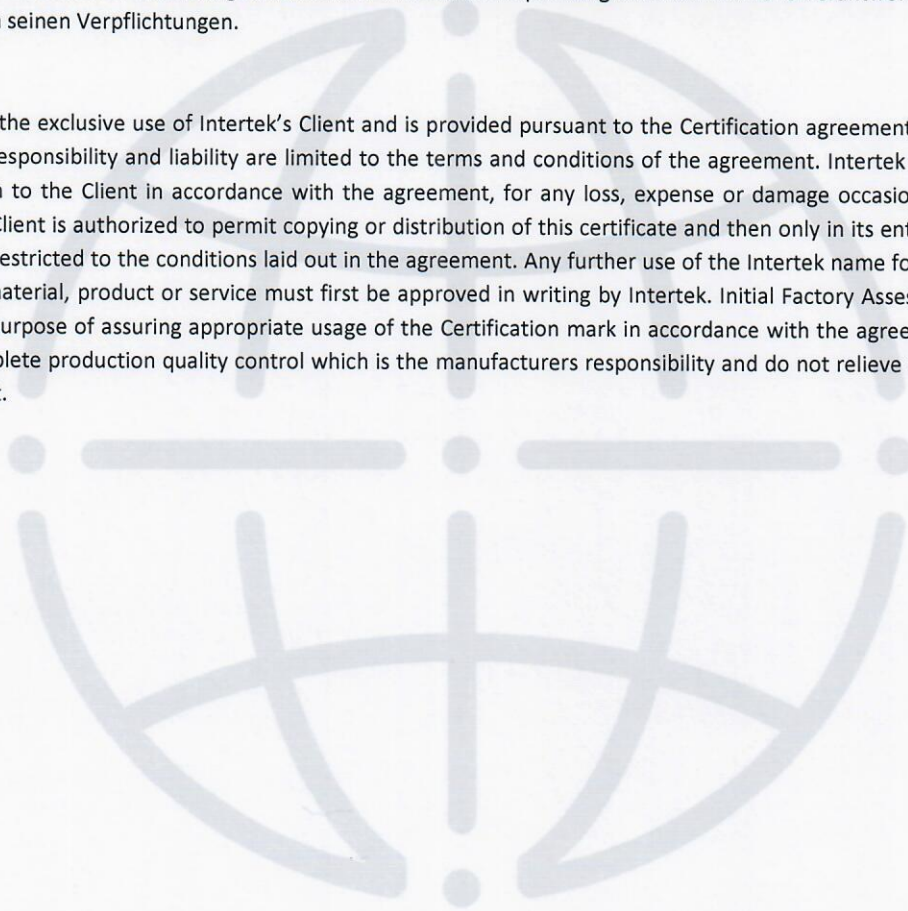 seinen Verpflichtungen.
the exclusive use of Intertek's Client and is provided pursuant to the Certification agreement
esponsibility and liability are limited to the terms and conditions of the agreement. Intertek
to the Client in accordance with the agreement, for any loss, expense or damage occasio
Client is authorized to permit copying or distribution of this certificate and then only in its ent
estricted to the conditions laid out in the agreement. Any further use of the Intertek name fo
naterial, product or service must first be approved in writing by Intertek. Initial Factory Asses
urpose of assuring appropriate usage of the Certification mark in accordance with the agree
plete production quality control which is the manufacturers responsibility and do not relieve